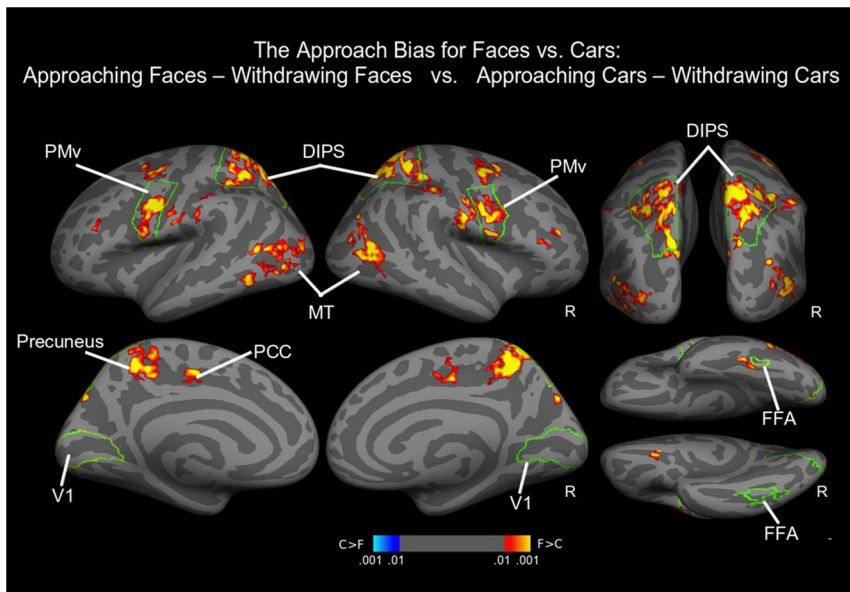 The Approach Bias for Faces vs. Cars:
Approaching Faces – Withdrawing Faces vs. Approaching Cars – Withdrawing Cars
PMv
DIPS
PMv
DIPS
MT
R
R
Precuneus
PCC
V1
V1
R
FFA
R
FFA
C>F
F>C
.001 .01
.01 .001